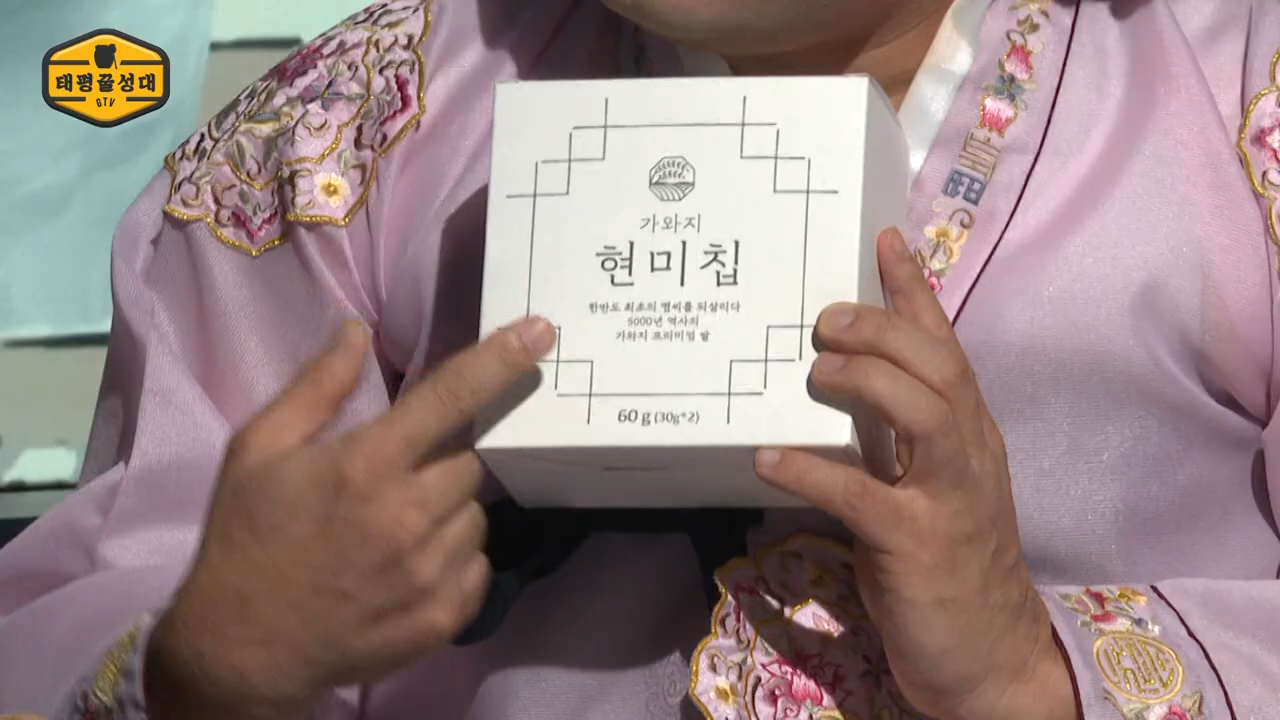 태평끝성대
GTV
가와지
현미칩
한반도 최초의 볍씨를 되살리다
5000년 역사의
가와지 프리미엄 쌀
60g (30g*2)